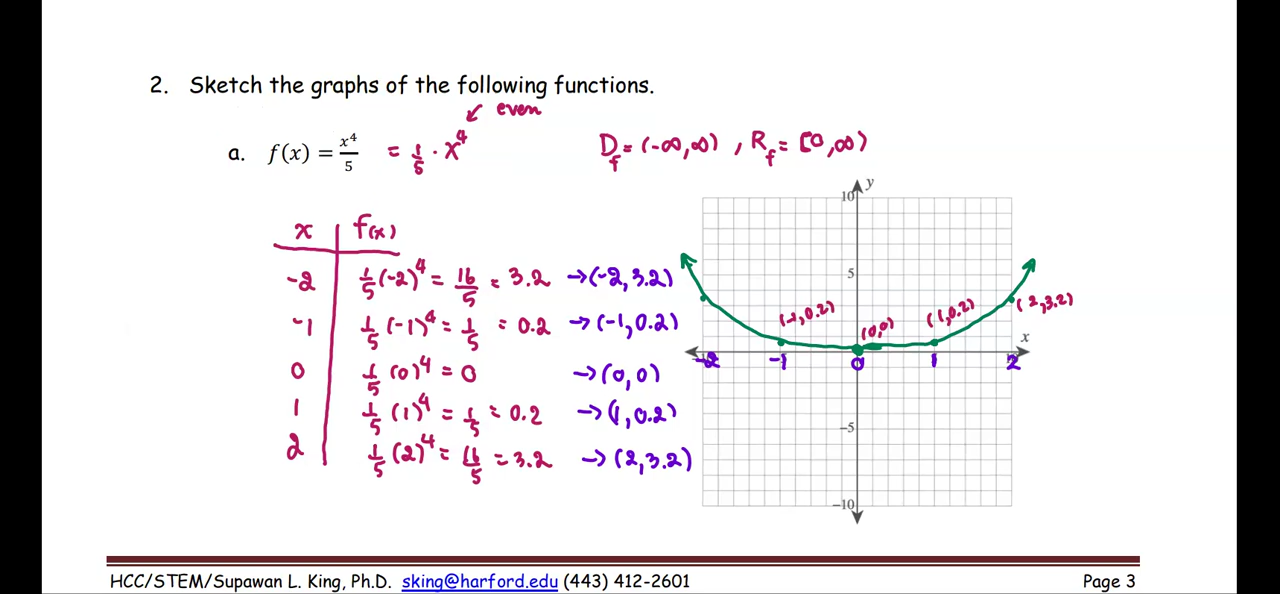 2. Sketch the graphs of the following functions.
even
a. f(x) = x⁴/5 = 1/5 · x⁴
D_f = (-∞,∞) , R_f = [0,∞)
x f(x)
-2 1/5 (-2)⁴ = 16/5 = 3.2 → (-2, 3.2)
-1 1/5 (-1)⁴ = 1/5 = 0.2 → (-1, 0.2)
0 1/5 (0)⁴ = 0 → (0, 0)
1 1/5 (1)⁴ = 1/5 = 0.2 → (1, 0.2)
2 1/5 (2)⁴ = 16/5 = 3.2 → (2, 3.2)
y
10
5
(-1,0.2) (0,0) (1,0.2) (2,3.2)
x
-2 -1 0 1 2
-5
-10
HCC/STEM/Supawan L. King, Ph.D. sking@harford.edu (443) 412-2601 Page 3